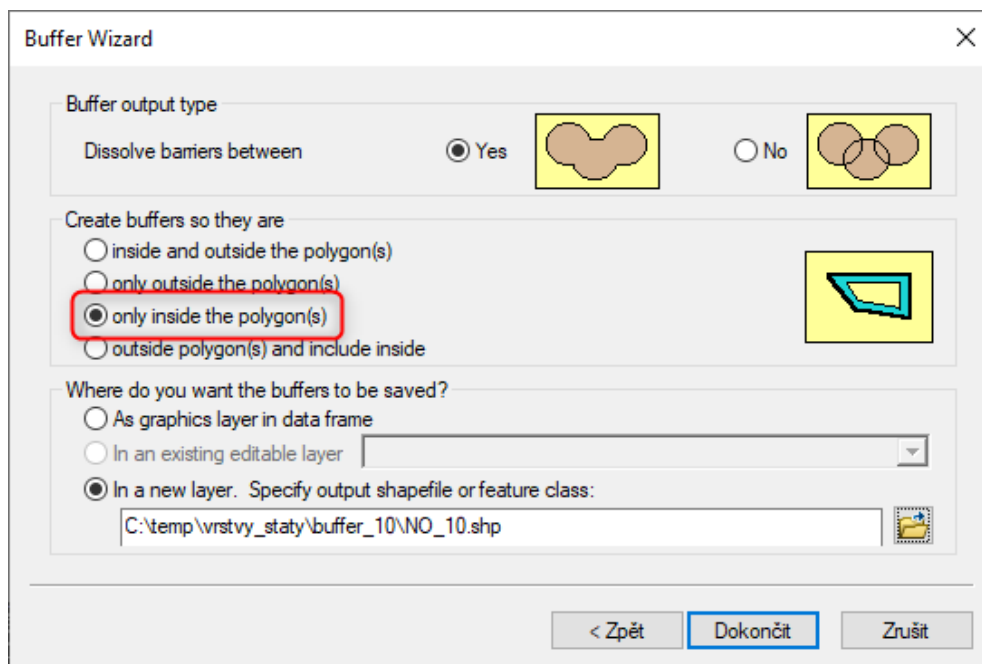 Buffer Wizard
Buffer output type
Dissolve barriers between Yes No
Create buffers so they are
inside and outside the polygon(s)
only outside the polygon(s)
only inside the polygon(s)
outside polygon(s) and include inside
Where do you want the buffers to be saved?
As graphics layer in data frame
In an existing editable layer
In a new layer. Specify output shapefile or feature class:
C:\temp\vrstvy_staty\buffer_10\NO_10.shp
< Zpět Dokončit Zrušit